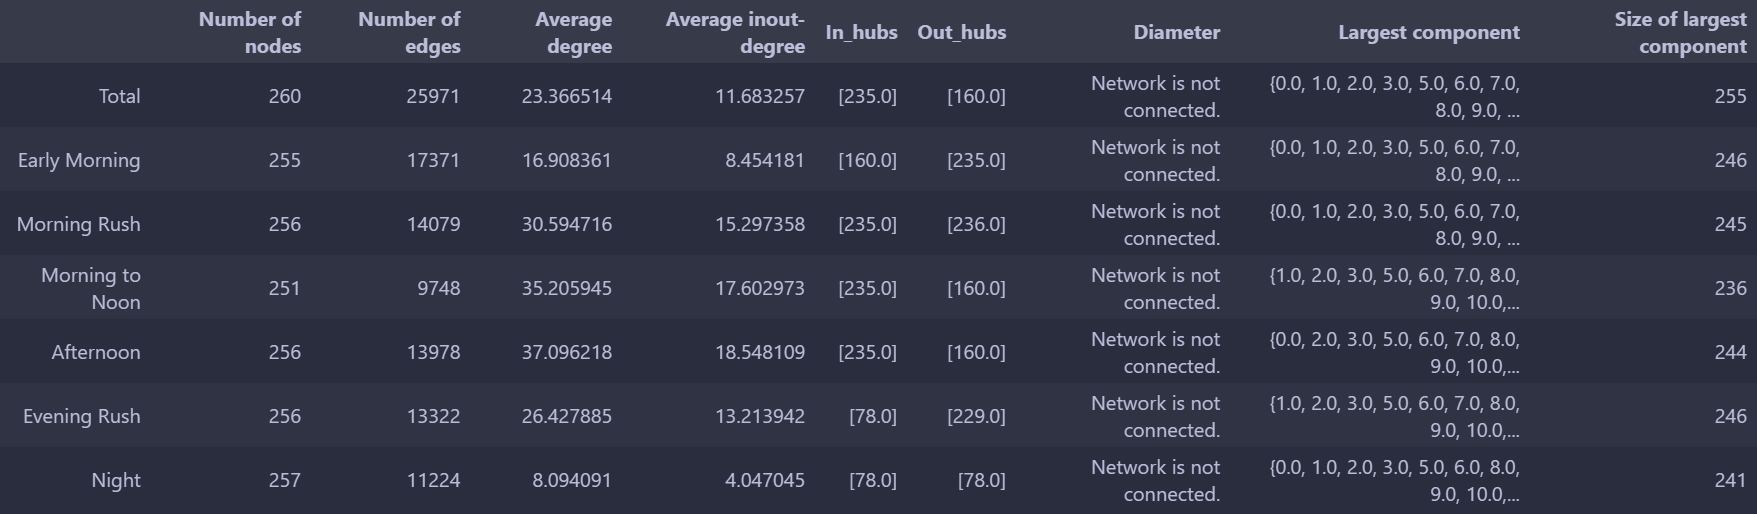 Number of nodes Number of edges Average degree Average inout-degree In_hubs Out_hubs Diameter Largest component Size of largest component
Total 260 25971 23.366514 11.683257 [235.0] [160.0] Network is not connected. {0.0, 1.0, 2.0, 3.0, 5.0, 6.0, 7.0, 8.0, 9.0, ... 255
Early Morning 255 17371 16.908361 8.454181 [160.0] [235.0] Network is not connected. {0.0, 1.0, 2.0, 3.0, 5.0, 6.0, 7.0, 8.0, 9.0, ... 246
Morning Rush 256 14079 30.594716 15.297358 [235.0] [236.0] Network is not connected. {0.0, 1.0, 2.0, 3.0, 5.0, 6.0, 7.0, 8.0, 9.0, ... 245
Morning to Noon 251 9748 35.205945 17.602973 [235.0] [160.0] Network is not connected. {1.0, 2.0, 3.0, 5.0, 6.0, 7.0, 8.0, 9.0, 10.0,... 236
Afternoon 256 13978 37.096218 18.548109 [235.0] [160.0] Network is not connected. {0.0, 2.0, 3.0, 5.0, 6.0, 7.0, 8.0, 9.0, 10.0,... 244
Evening Rush 256 13322 26.427885 13.213942 [78.0] [229.0] Network is not connected. {1.0, 2.0, 3.0, 5.0, 6.0, 7.0, 8.0, 9.0, 10.0,... 246
Night 257 11224 8.094091 4.047045 [78.0] [78.0] Network is not connected. {0.0, 1.0, 2.0, 3.0, 5.0, 6.0, 8.0, 9.0, 10.0,... 241